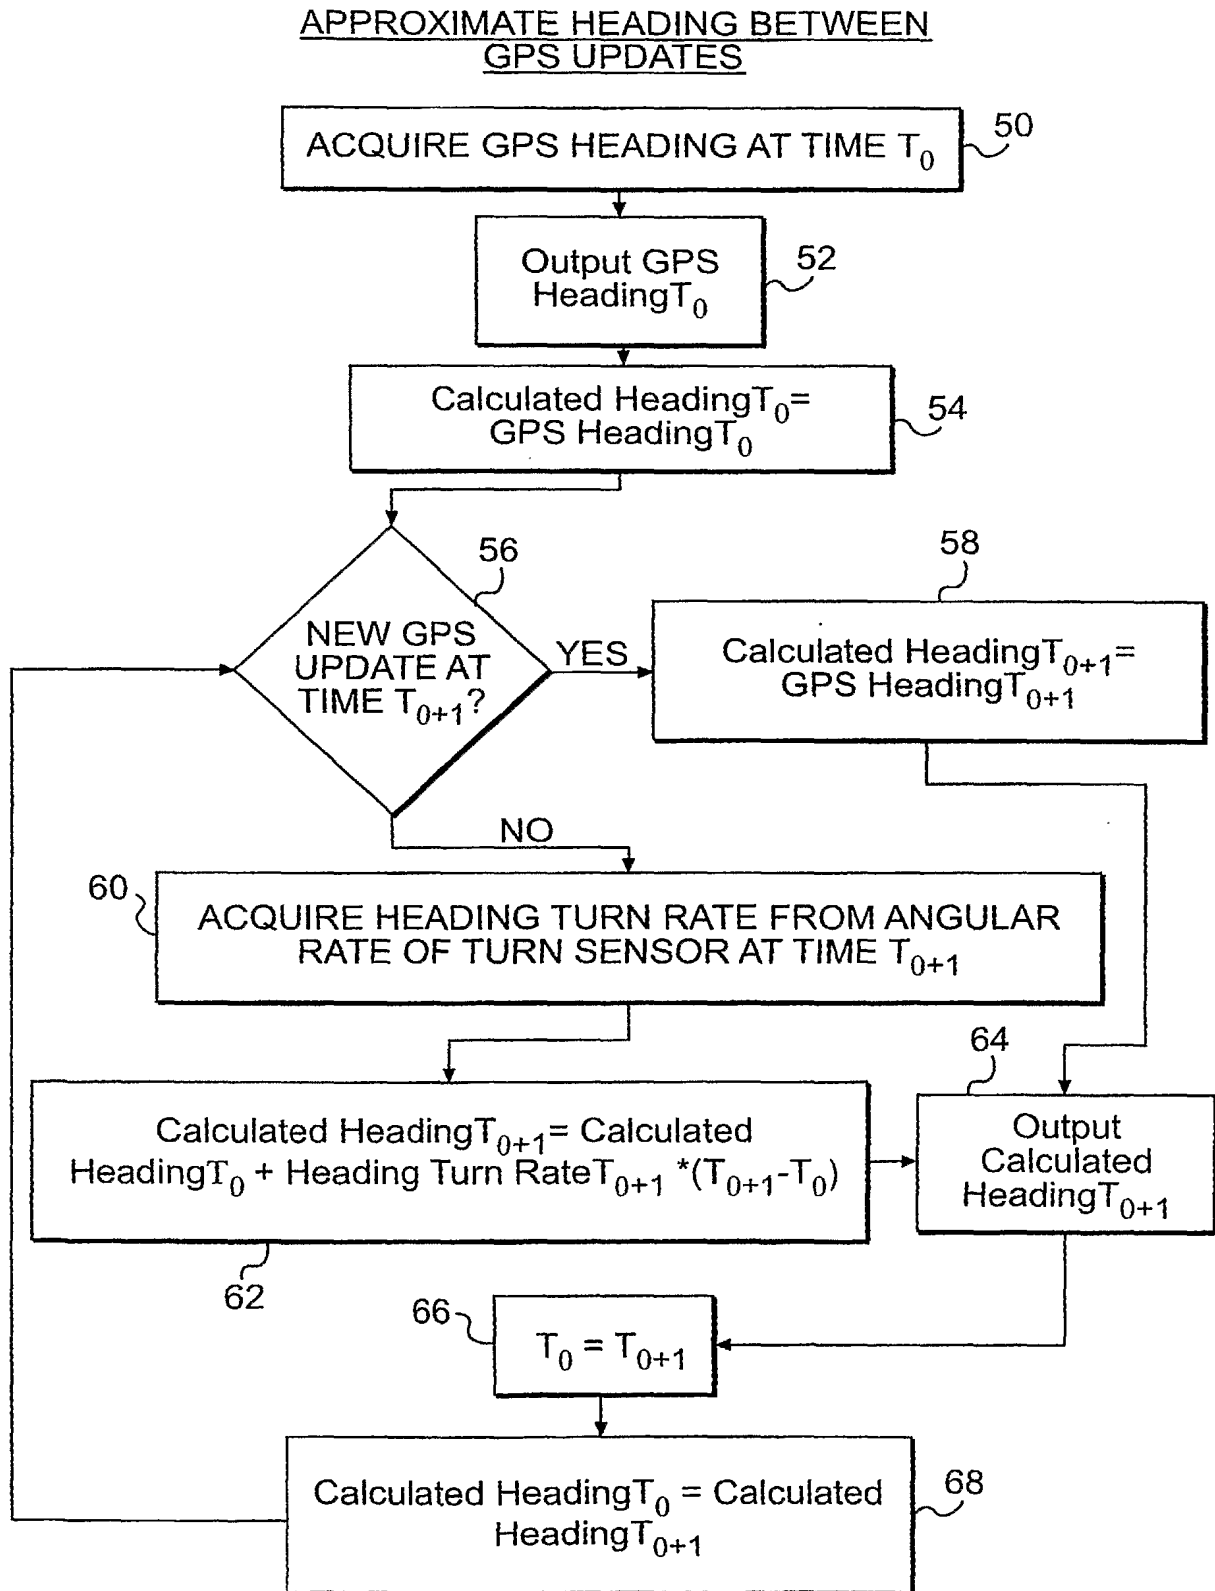 APPROXIMATE HEADING BETWEEN
GPS UPDATES
ACQUIRE GPS HEADING AT TIME T0
50
Output GPS
HeadingT0
52
Calculated HeadingT0=
GPS HeadingT0
54
56
NEW GPS
UPDATE AT
TIME T0+1?
YES
58
Calculated HeadingT0+1=
GPS HeadingT0+1
NO
60
ACQUIRE HEADING TURN RATE FROM ANGULAR
RATE OF TURN SENSOR AT TIME T0+1
Calculated HeadingT0+1= Calculated
HeadingT0 + Heading Turn RateT0+1 *(T0+1-T0)
62
64
Output
Calculated
HeadingT0+1
66
T0 = T0+1
Calculated HeadingT0 = Calculated
HeadingT0+1
68